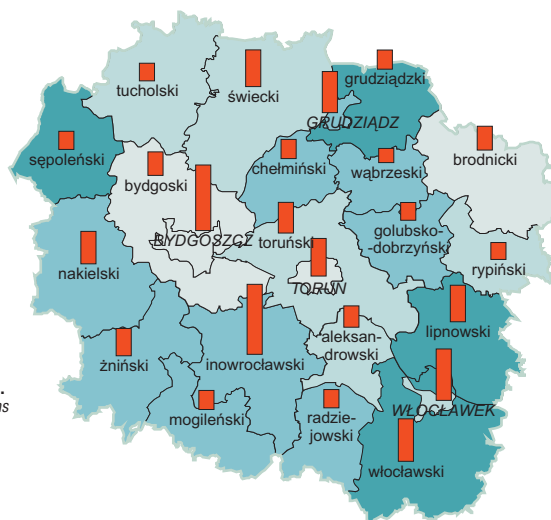 grudziądzki
tucholski
świecki
GRUDZIĄDZ
sępoleński
bydgoski
chełmiński
wąbrzeski
brodnicki
BYDGOSZCZ
toruński
golubsko-
-dobrzyński
nakielski
rypiński
TORUŃ
lipnowski
żniński
inowrocławski
aleksan-
drowski
mogileński
radzie-
jowski
WŁOCŁAWEK
włocławski